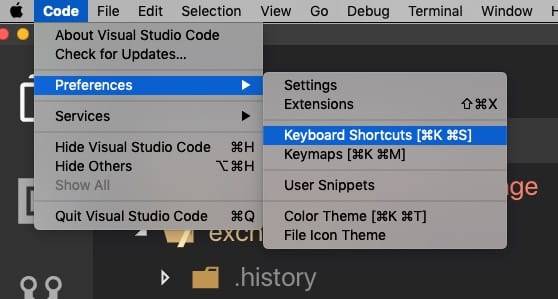 Code File Edit Selection View Go Debug Terminal Window
About Visual Studio Code
Check for Updates...
Preferences
Services
Hide Visual Studio Code ⌘H
Hide Others ⌥⌘H
Show All
Quit Visual Studio Code ⌘Q
Settings
Extensions ⇧⌘X
Keyboard Shortcuts [⌘K ⌘S]
Keymaps [⌘K ⌘M]
User Snippets
Color Theme [⌘K ⌘T]
File Icon Theme
.history